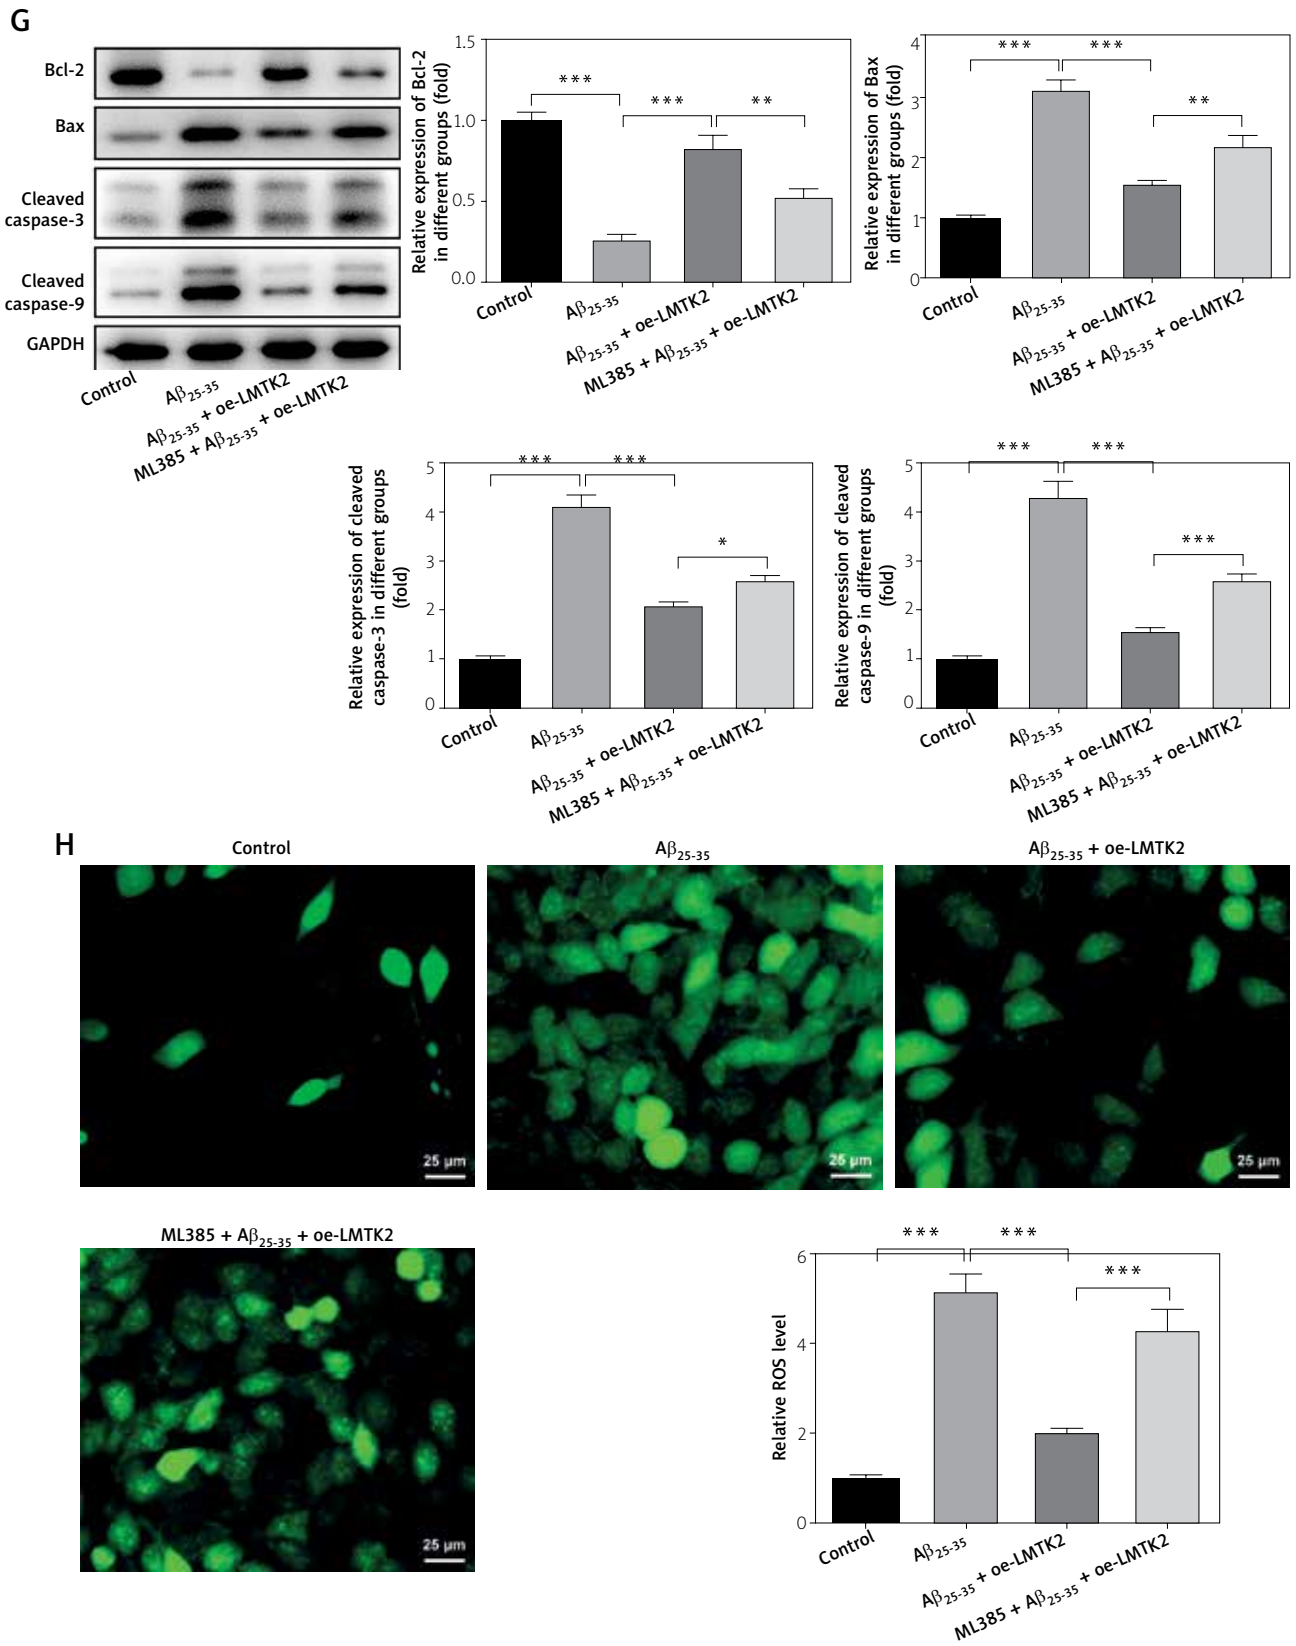 G
Bcl-2
Bax
Cleaved
caspase-3
Cleaved
caspase-9
GAPDH
Control
Aβ25-35
Aβ25-35 + oe-LMTK2
ML385 + Aβ25-35 + oe-LMTK2
Relative expression of Bcl-2
in different groups (fold)
1.5
1.0
0.5
0.0
***
***
**
Control
Aβ25-35
Aβ25-35 + oe-LMTK2
ML385 + Aβ25-35 + oe-LMTK2
Relative expression of Bax
in different groups (fold)
4
3
2
1
0
***
***
**
Control
Aβ25-35
Aβ25-35 + oe-LMTK2
ML385 + Aβ25-35 + oe-LMTK2
Relative expression of cleaved
caspase-3 in different groups
(fold)
5
4
3
2
1
0
***
***
*
Control
Aβ25-35
Aβ25-35 + oe-LMTK2
ML385 + Aβ25-35 + oe-LMTK2
Relative expression of cleaved
caspase-9 in different groups
(fold)
5
4
3
2
1
0
***
***
***
Control
Aβ25-35
Aβ25-35 + oe-LMTK2
ML385 + Aβ25-35 + oe-LMTK2
H
Control
25 µm
Aβ25-35
25 µm
Aβ25-35 + oe-LMTK2
25 µm
ML385 + Aβ25-35 + oe-LMTK2
25 µm
Relative ROS level
6
4
2
0
***
***
***
Control
Aβ25-35
Aβ25-35 + oe-LMTK2
ML385 + Aβ25-35 + oe-LMTK2